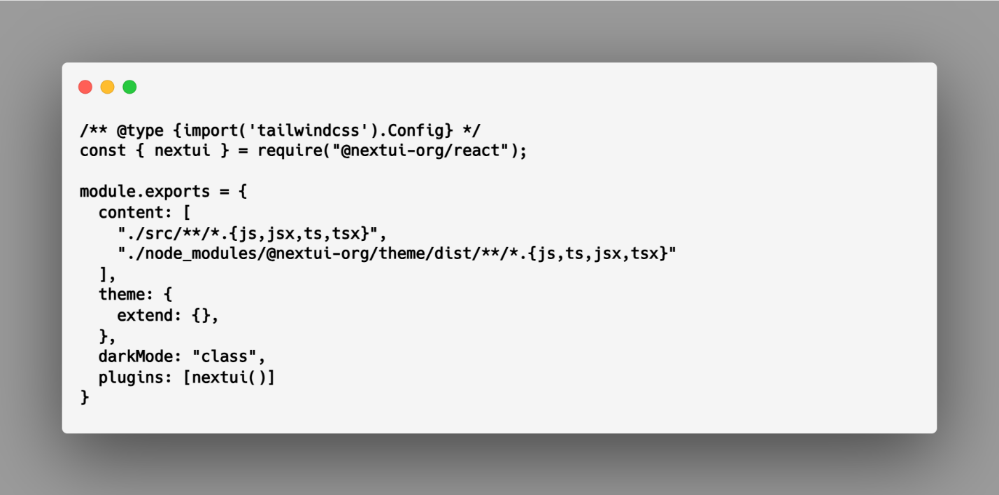 /** @type {import('tailwindcss').Config} */
const { nextui } = require("@nextui-org/react");

module.exports = {
  content: [
    "./src/**/*.{js,jsx,ts,tsx}",
    "./node_modules/@nextui-org/theme/dist/**/*.{js,ts,jsx,tsx}"
  ],
  theme: {
    extend: {},
  },
  darkMode: "class",
  plugins: [nextui()]
}